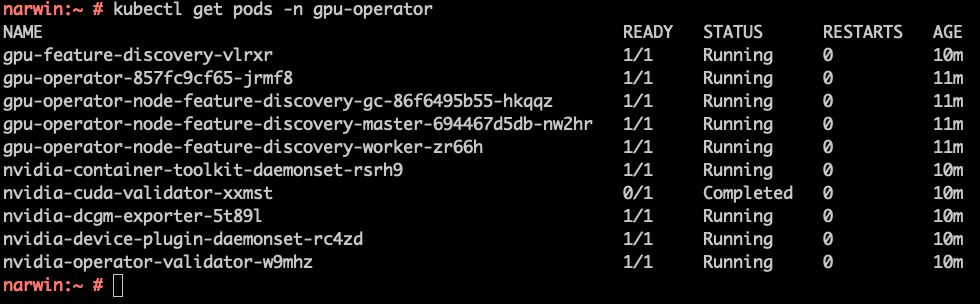 narwin:~ # kubectl get pods -n gpu-operator
NAME READY STATUS RESTARTS AGE
gpu-feature-discovery-vlrxr 1/1 Running 0 10m
gpu-operator-857fc9cf65-jrmf8 1/1 Running 0 11m
gpu-operator-node-feature-discovery-gc-86f6495b55-hkqqz 1/1 Running 0 11m
gpu-operator-node-feature-discovery-master-694467d5db-nw2hr 1/1 Running 0 11m
gpu-operator-node-feature-discovery-worker-zr66h 1/1 Running 0 11m
nvidia-container-toolkit-daemonset-rsrh9 1/1 Running 0 10m
nvidia-cuda-validator-xxmst 0/1 Completed 0 10m
nvidia-dcgm-exporter-5t89l 1/1 Running 0 10m
nvidia-device-plugin-daemonset-rc4zd 1/1 Running 0 10m
nvidia-operator-validator-w9mhz 1/1 Running 0 10m
narwin:~ #